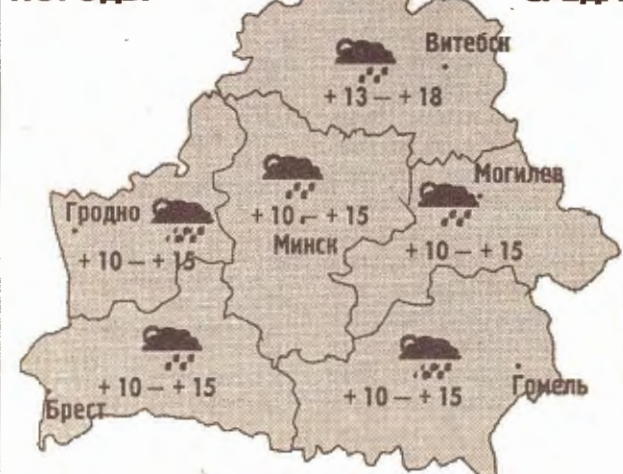 Витебск
+ 13 – + 18
Могилев
Гродно
+ 10 – + 15
Минск
+ 10 – + 15
+ 10 – + 15
+ 10 – + 15
Брест
+ 10 – + 15
Гомель